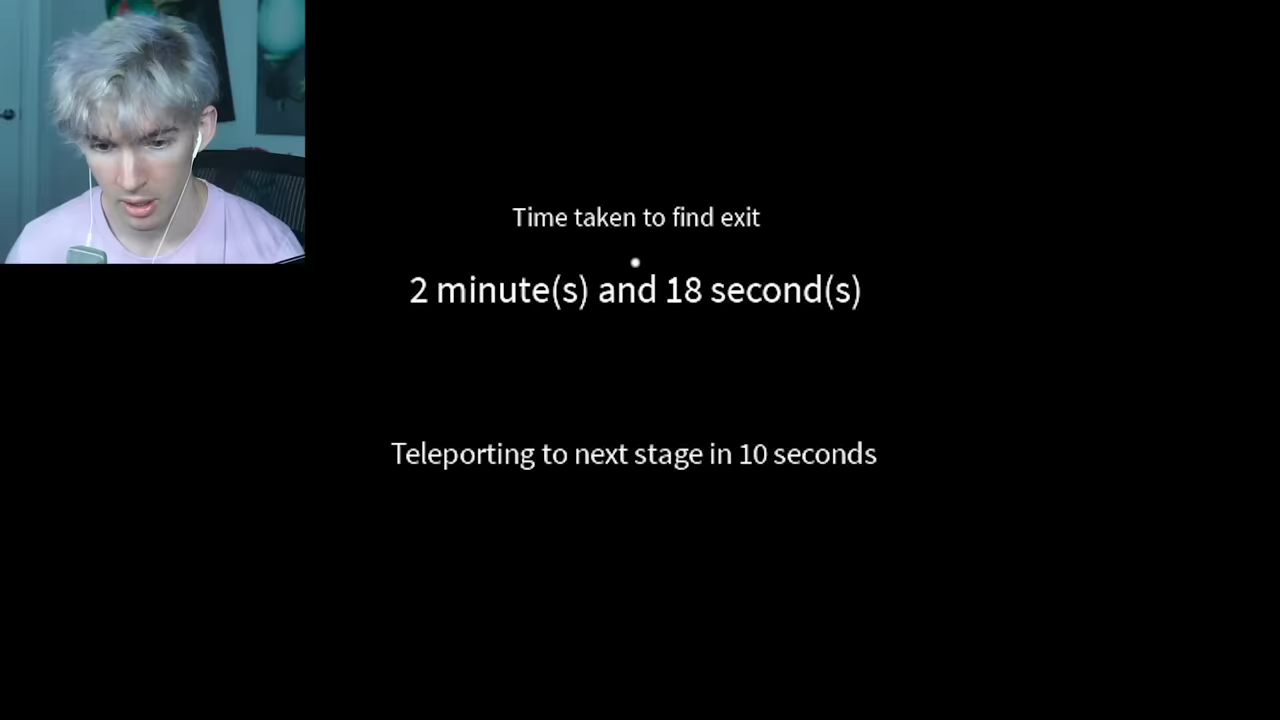 Time taken to find exit
2 minute(s) and 18 second(s)
Teleporting to next stage in 10 seconds